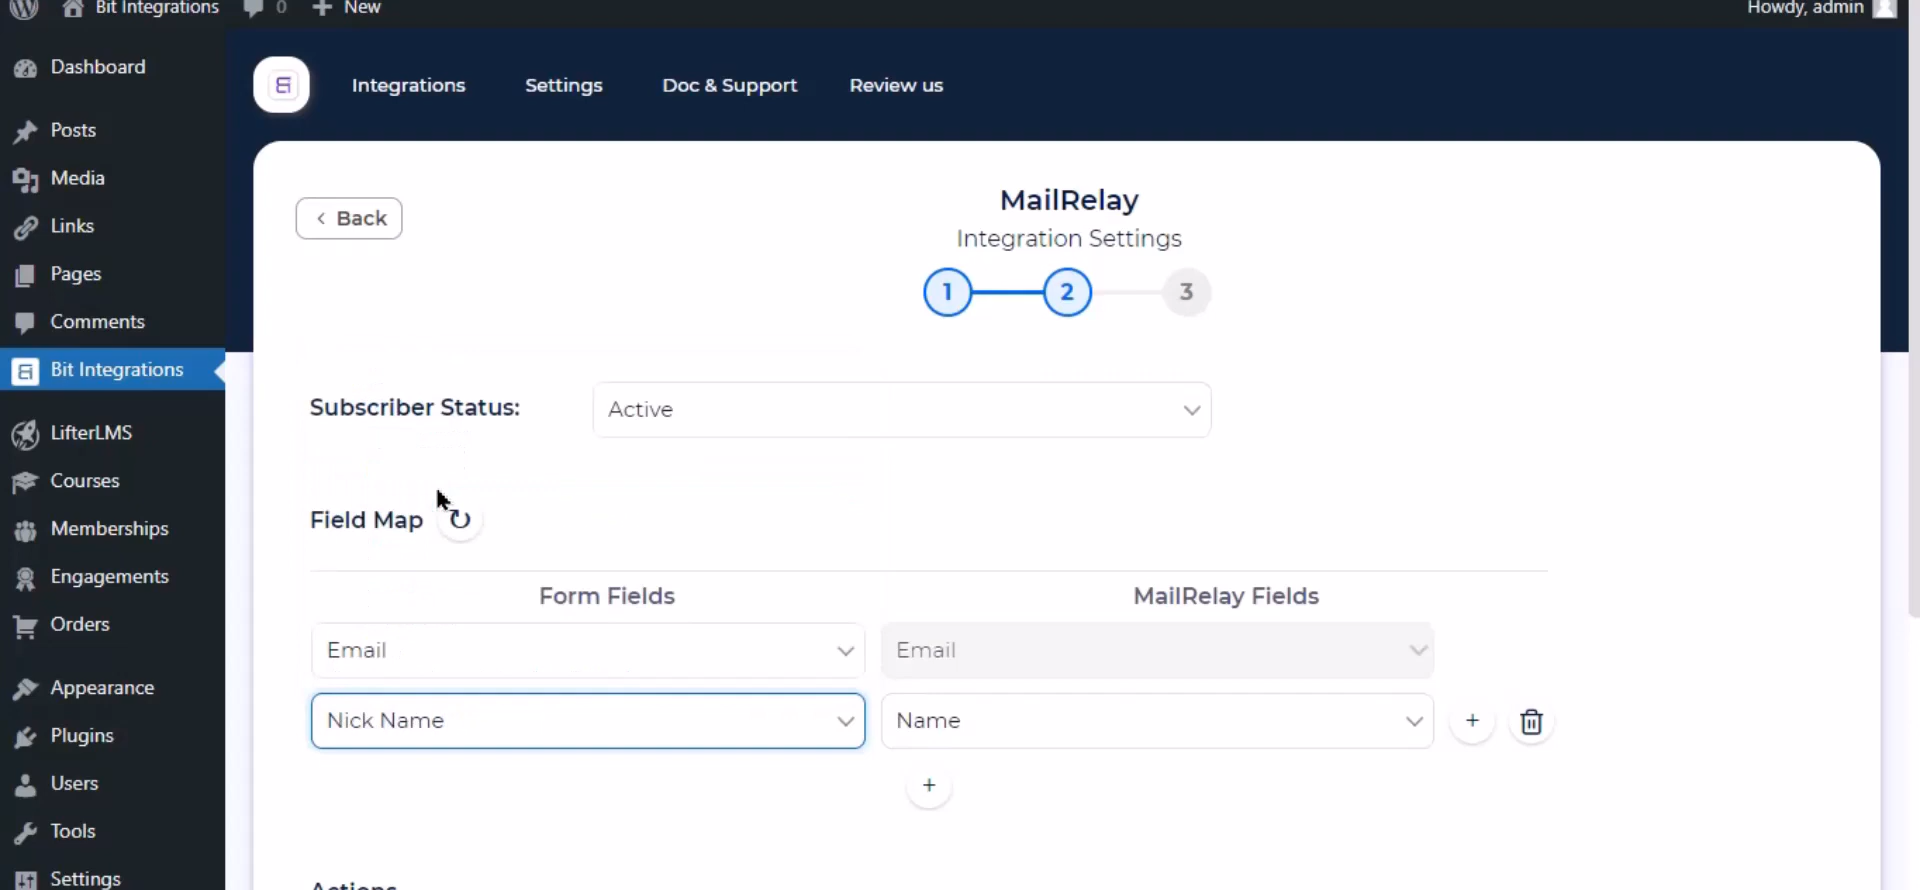 Bit Integrations 0 New Howdy, admin
Dashboard
Posts
Media
Links
Pages
Comments
Bit Integrations
LifterLMS
Courses
Memberships
Engagements
Orders
Appearance
Plugins
Users
Tools
Settings
Integrations Settings Doc & Support Review us
Back
MailRelay
Integration Settings
1 2 3
Subscriber Status: Active
Field Map
Form Fields MailRelay Fields
Email Email
Nick Name Name +
+
Actions